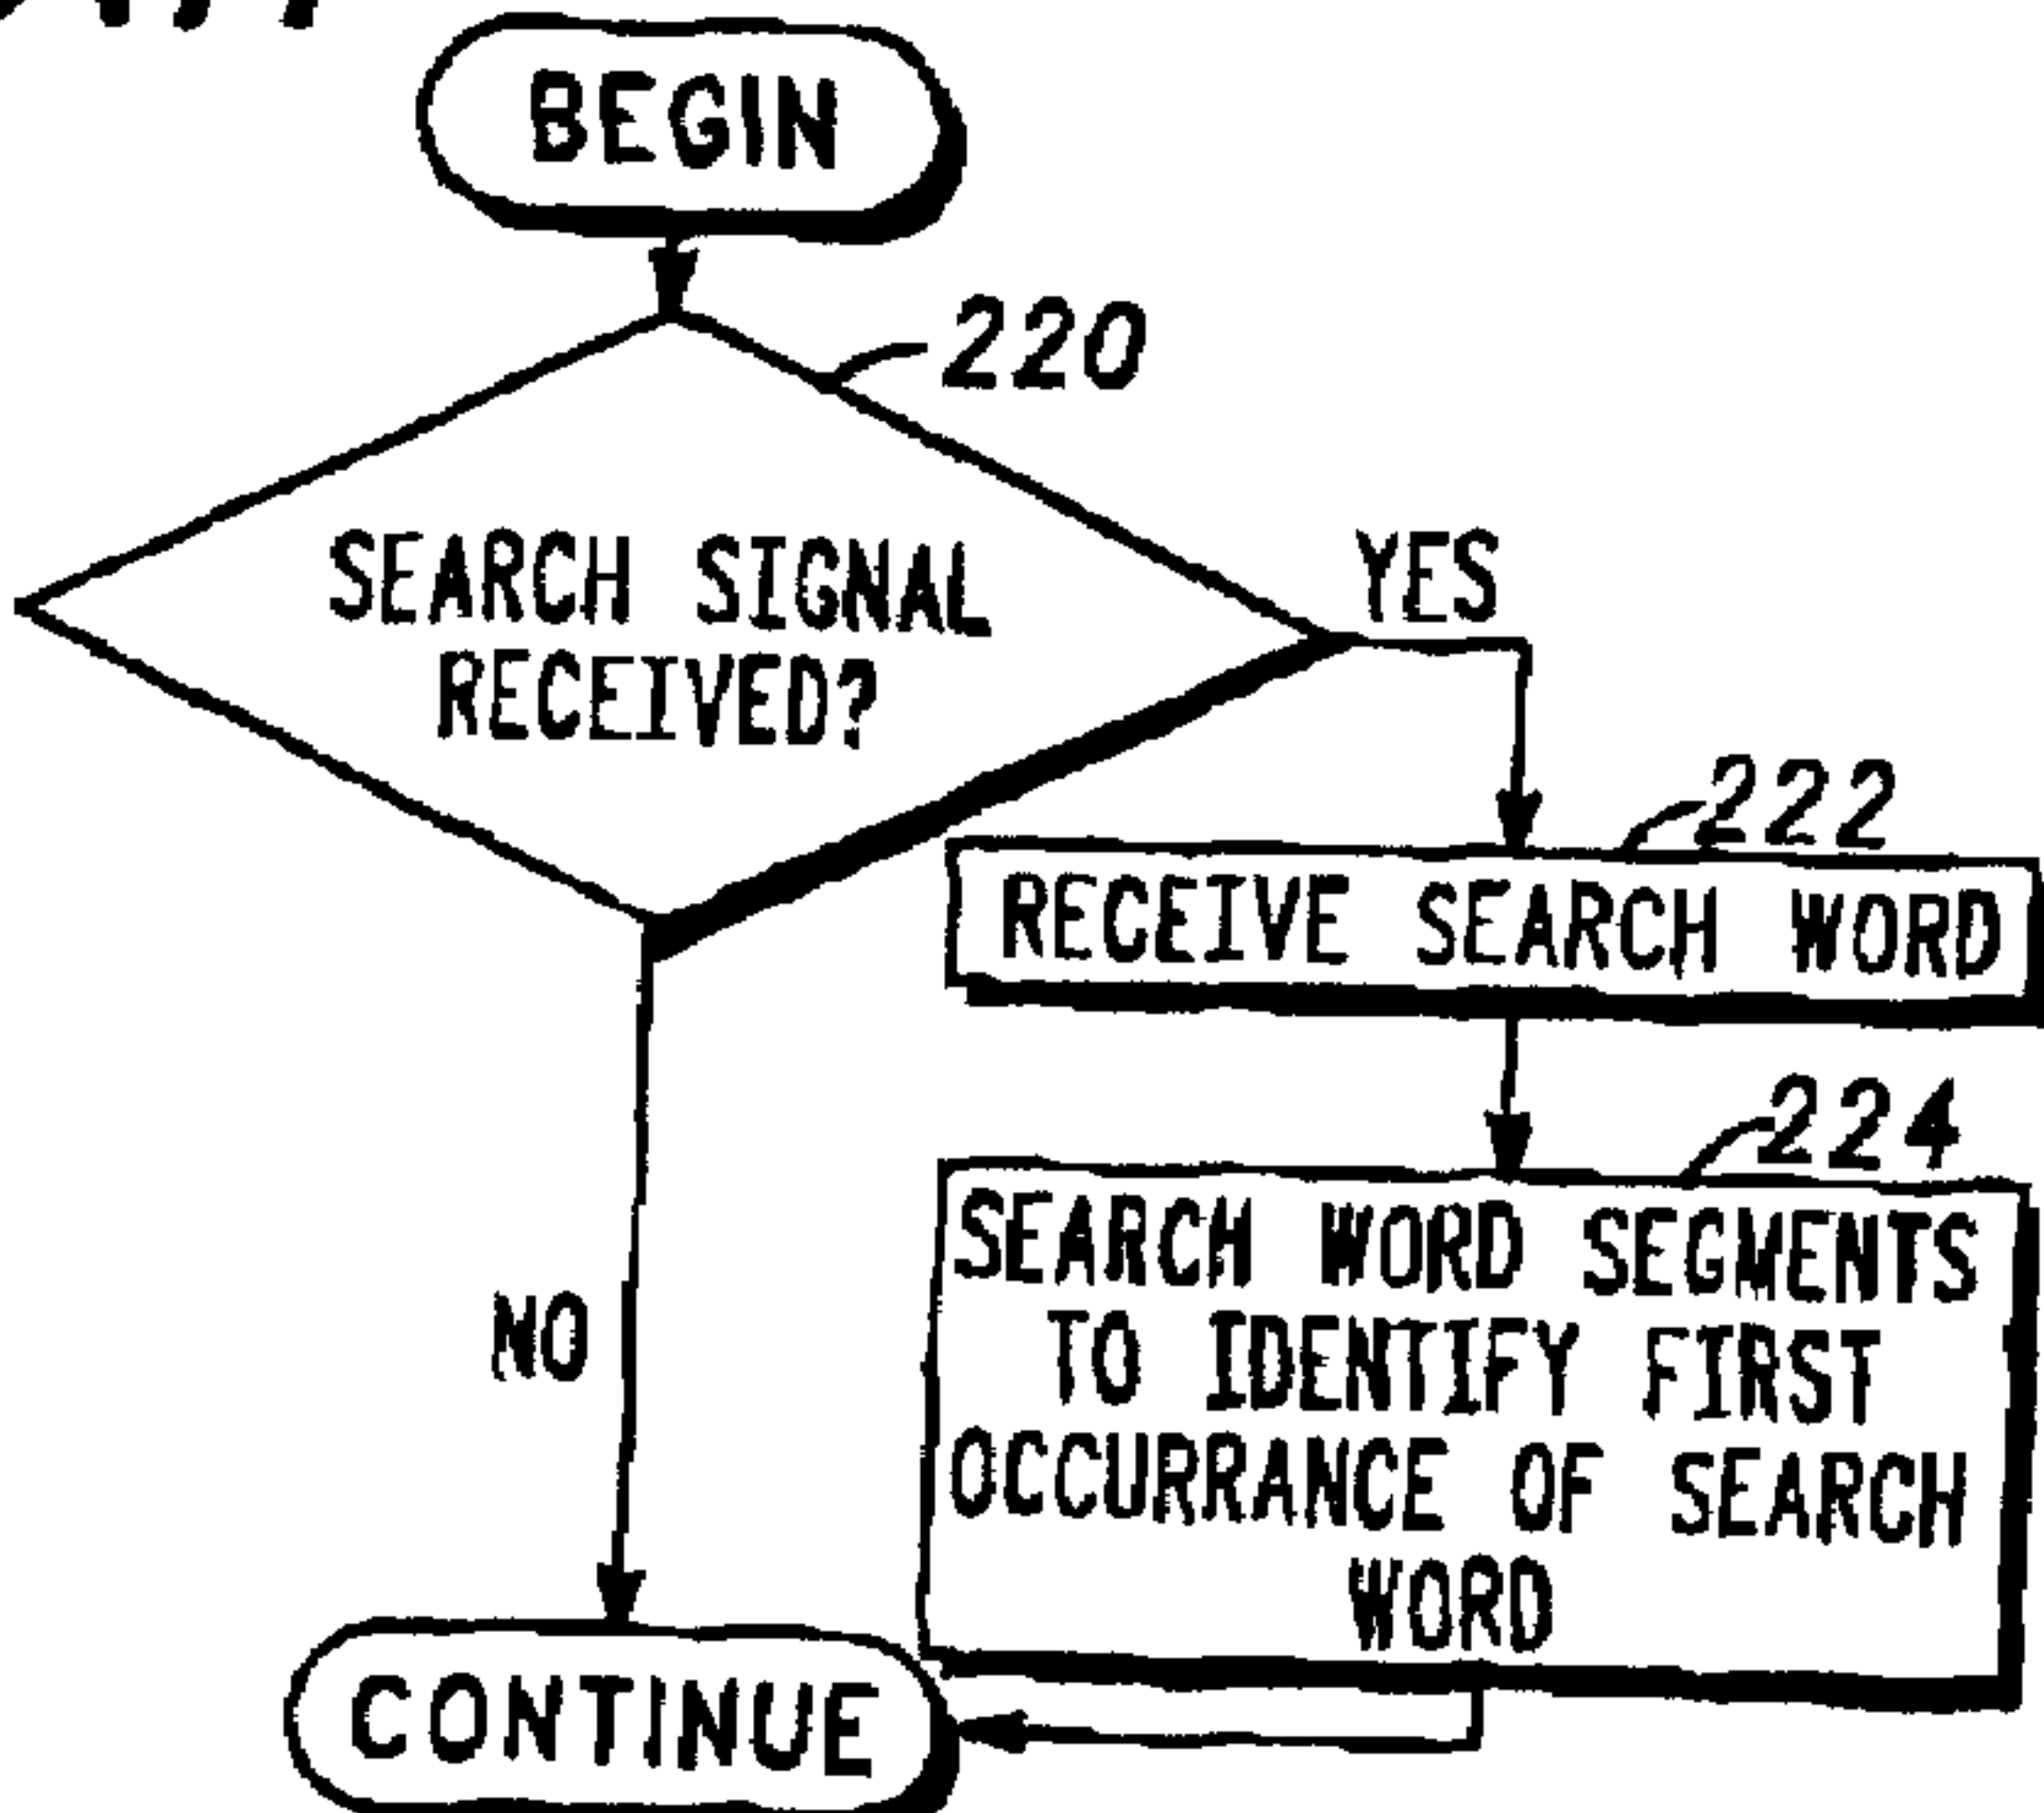 BEGIN
220
SEARCH SIGNAL
RECEIVED?
YES
222
RECEIVE SEARCH WORD
224
SEARCH WORD SEGMENTS
TO IDENTIFY FIRST
OCCURRANCE OF SEARCH
WORD
NO
CONTINUE